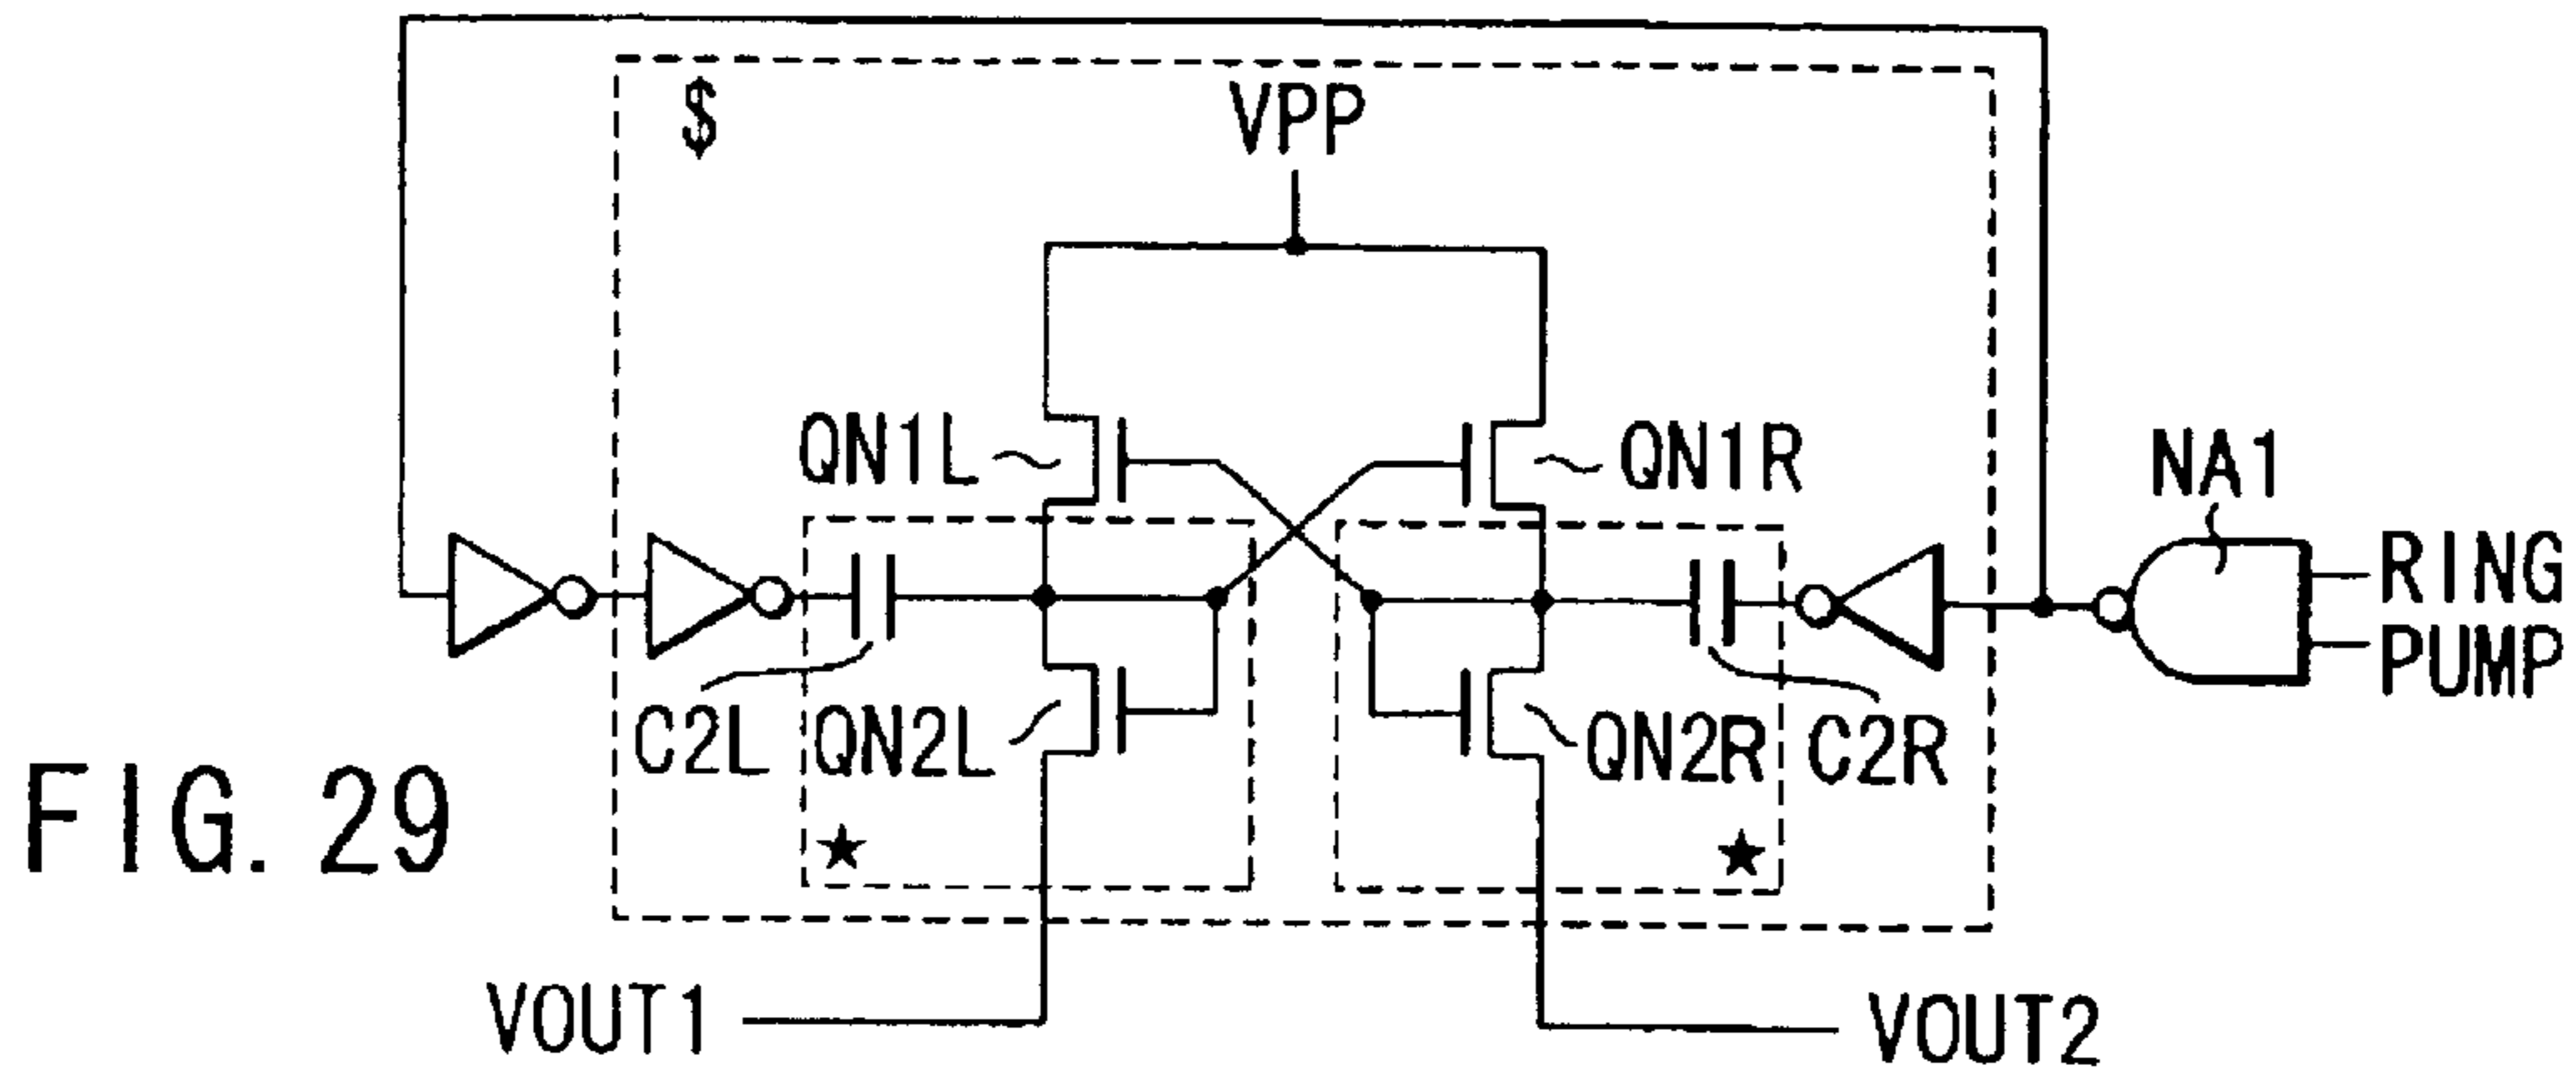 $
VPP
QN1L
QN1R
NA1
RING
PUMP
C2L
QN2L
QN2R
C2R
FIG. 29
★
★
VOUT1
VOUT2